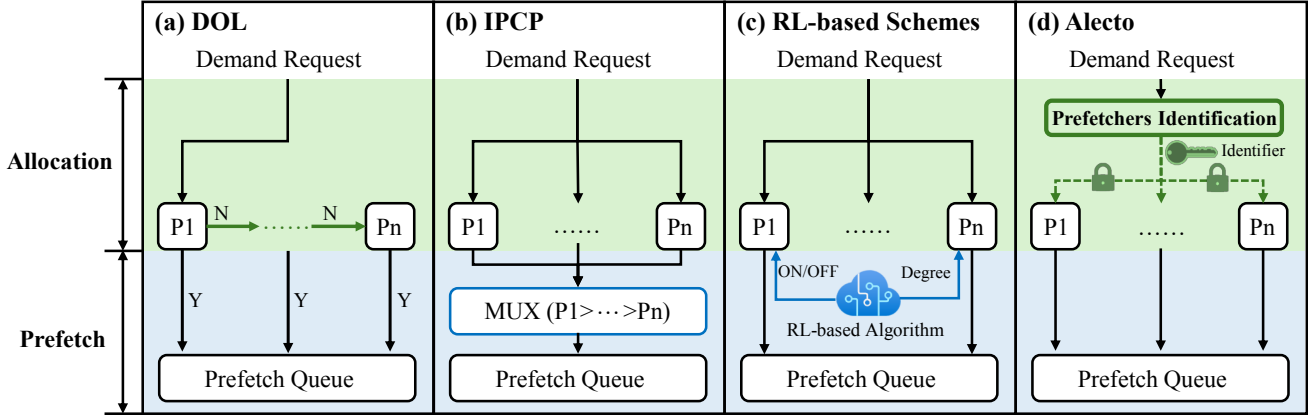 (a) DOL
Demand Request
P1
N
......
N
Pn
Y
Y
Y
Prefetch Queue
(b) IPCP
Demand Request
P1
......
Pn
MUX (P1>···>Pn)
Prefetch Queue
(c) RL-based Schemes
Demand Request
P1
......
Pn
ON/OFF
Degree
RL-based Algorithm
Prefetch Queue
(d) Alecto
Demand Request
Prefetchers Identification
Identifier
P1
......
Pn
Prefetch Queue
Allocation
Prefetch